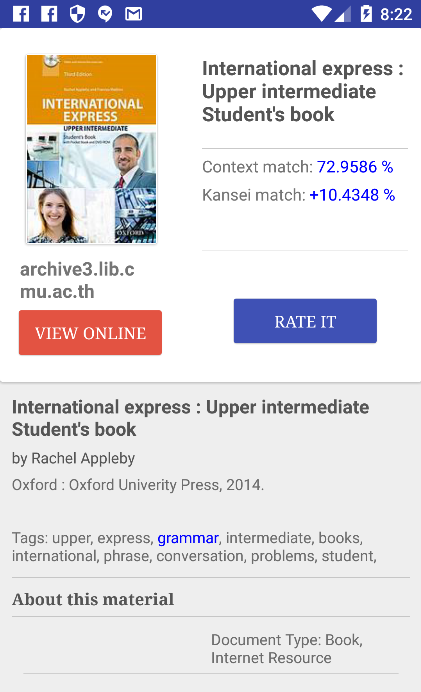 8:22
Third Edition
INTERNATIONAL
EXPRESS
UPPER INTERMEDIATE
Student's Book
OXFORD
archive3.lib.c
mu.ac.th
VIEW ONLINE
International express :
Upper intermediate
Student's book
Context match: 72.9586 %
Kansei match: +10.4348 %
RATE IT
International express : Upper intermediate
Student's book
by Rachel Appleby
Oxford : Oxford Univerity Press, 2014.
Tags: upper, express, grammar, intermediate, books,
international, phrase, conversation, problems, student,
About this material
Document Type: Book,
Internet Resource